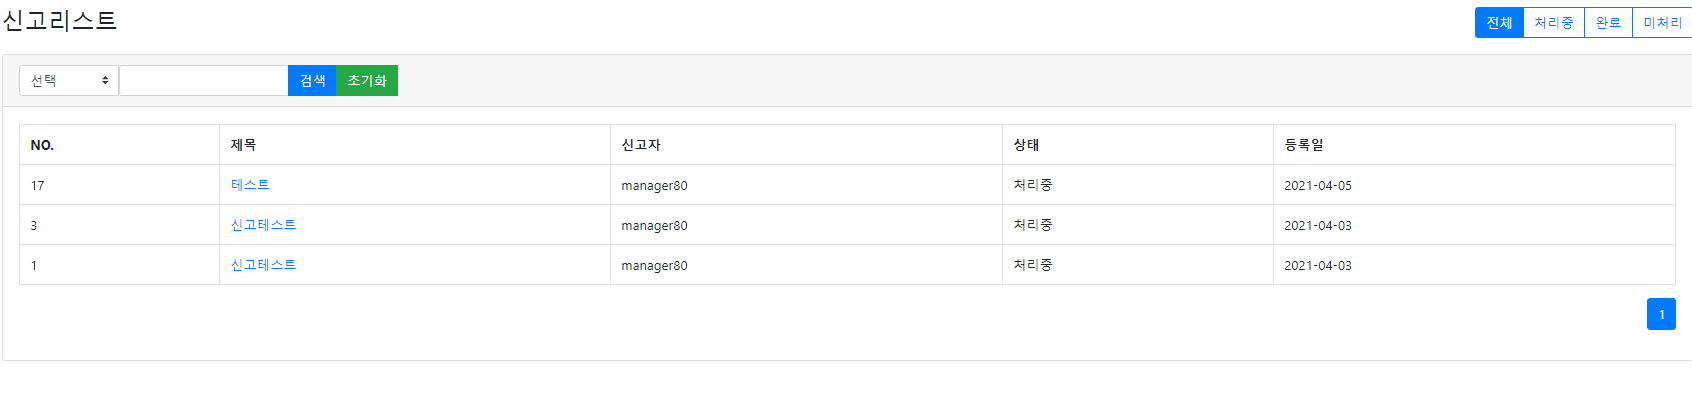 신고리스트
전체 처리중 완료 미처리
선택 검색 초기화
NO. 제목 신고자 상태 등록일
17 테스트 manager80 처리중 2021-04-05
3 신고테스트 manager80 처리중 2021-04-03
1 신고테스트 manager80 처리중 2021-04-03
1